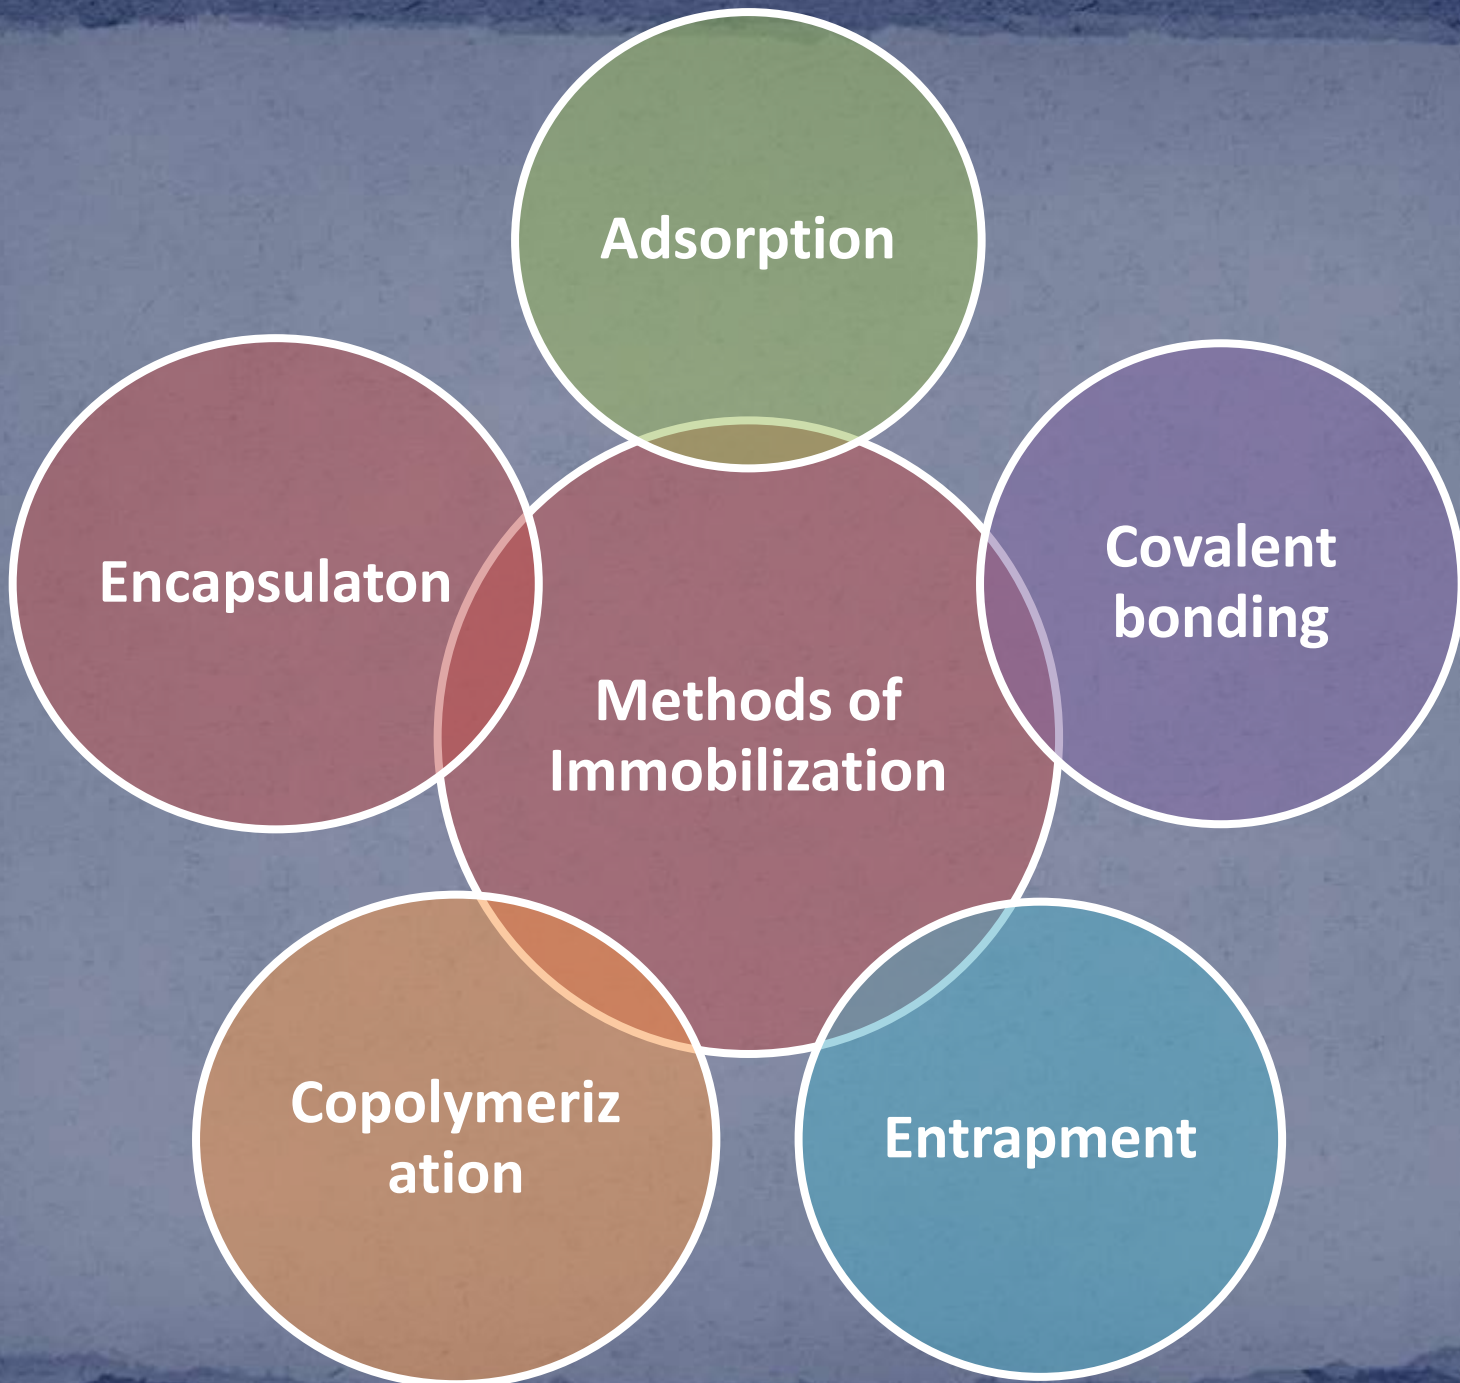 Adsorption
Covalent
bonding
Entrapment
Copolymeriz
ation
Encapsulaton
Methods of
Immobilization